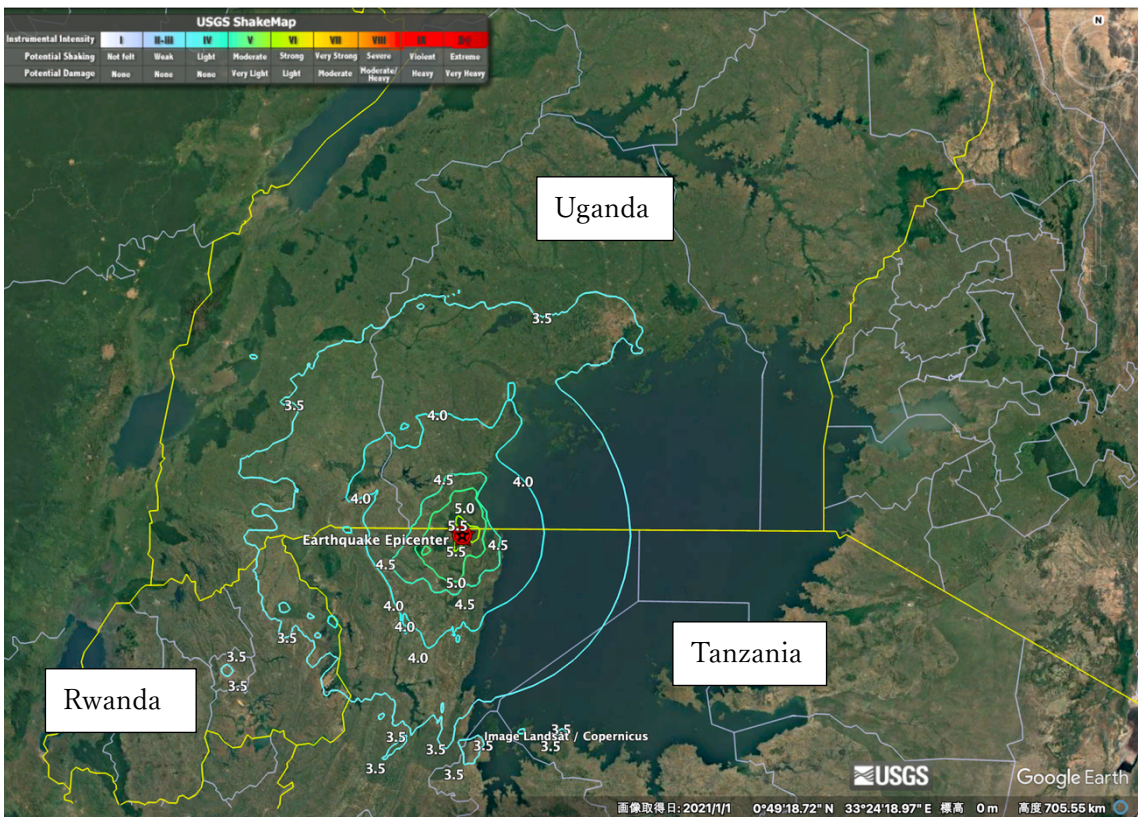 USGS ShakeMap
Instrumental Intensity I II-III IV V VI VII VIII IX X+
Potential Shaking Not felt Weak Light Moderate Strong Very Strong Severe Violent Extreme
Potential Damage None None None Very Light Light Moderate Moderate/Heavy Heavy Very Heavy
N
Uganda
3.5
3.5
4.0
4.5
4.0
4.0
5.0
5.5
Earthquake Epicenter
4.5
5.5
4.5
5.0
4.0
4.5
4.0
3.5
4.0
3.5
3.5
Tanzania
Rwanda
3.5
3.5
3.5
3.5
3.5
Image Landsat / Copernicus
3.5
3.5
USGS
Google Earth
画像取得日: 2021/1/1 0°49'18.72" N 33°24'18.97" E 標高 0 m 高度 705.55 km